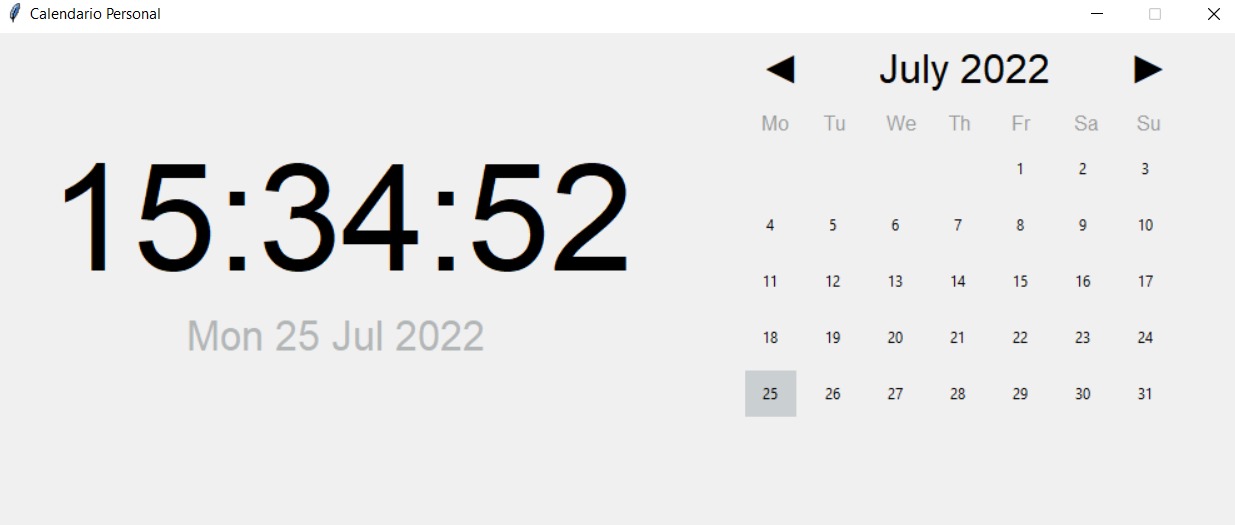 Calendario Personal
15:34:52
Mon 25 Jul 2022
◀ July 2022 ▶
Mo Tu We Th Fr Sa Su
1 2 3
4 5 6 7 8 9 10
11 12 13 14 15 16 17
18 19 20 21 22 23 24
25 26 27 28 29 30 31